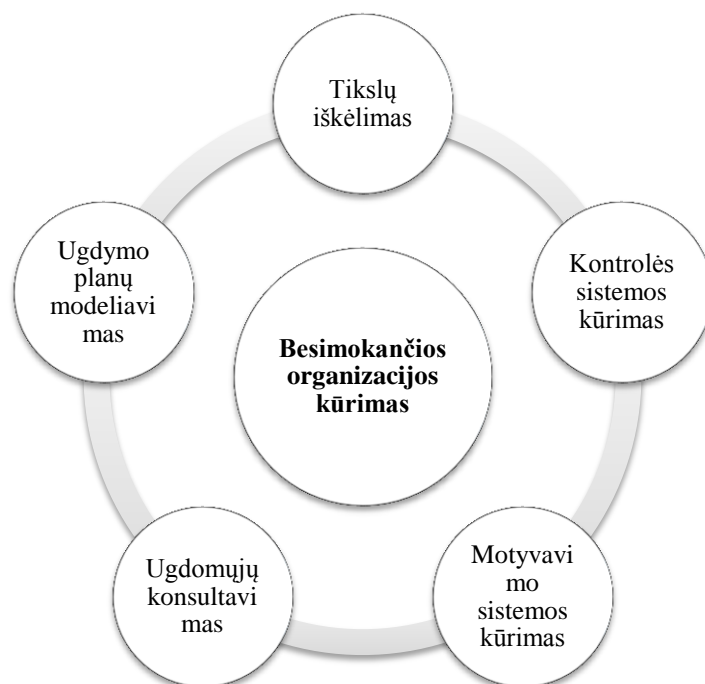 Tikslų
iškėlimas
Kontrolės
sistemos
kūrimas
Motyvavi
mo
sistemos
kūrimas
Ugdomųjų
konsultavi
mas
Ugdymo
planų
modeliavi
mas
Besimokančios
organizacijos
kūrimas